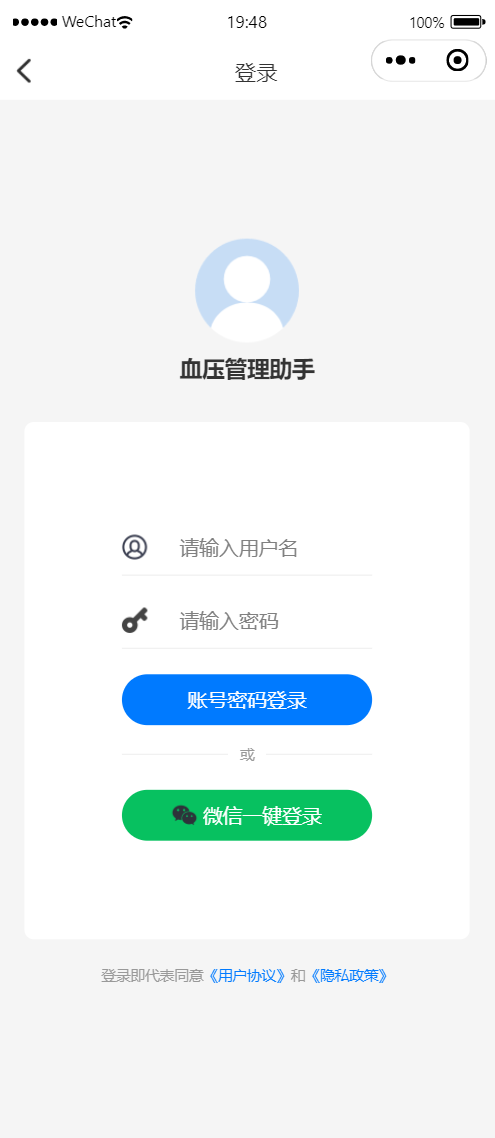 WeChat 19:48 100%
登录
血压管理助手
请输入用户名
请输入密码
账号密码登录
或
微信一键登录
登录即代表同意《用户协议》和《隐私政策》